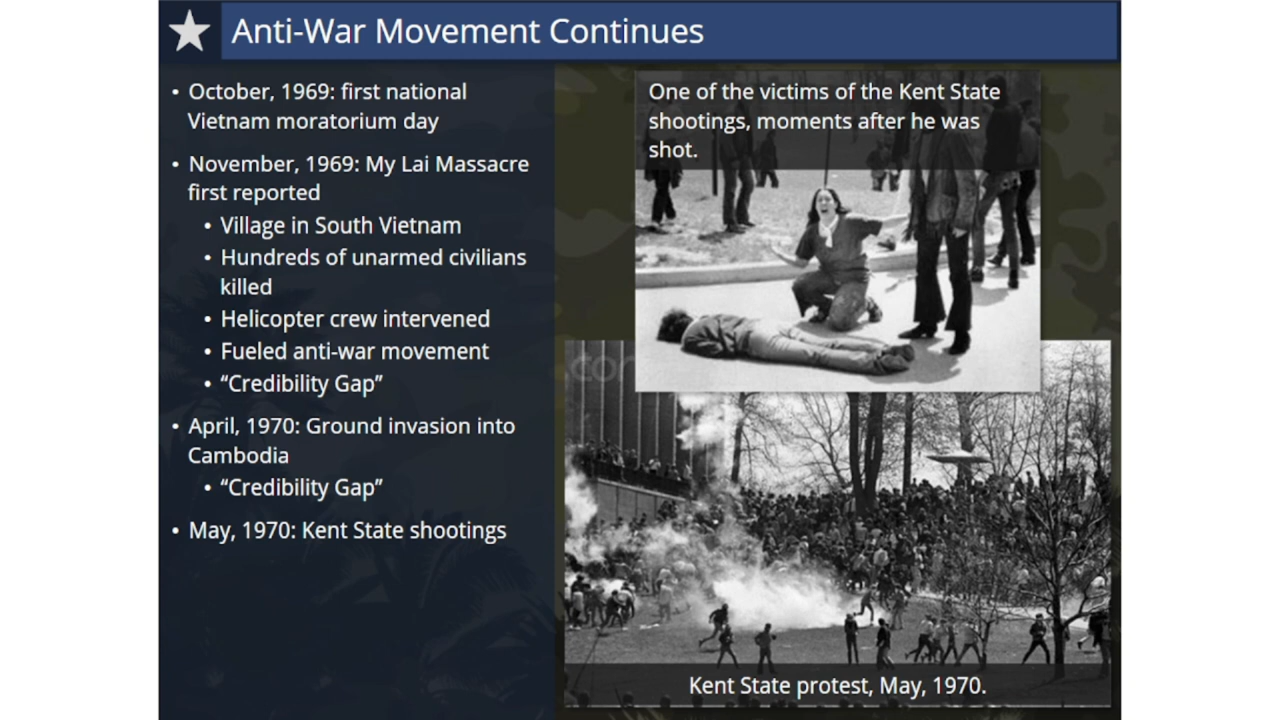 Anti-War Movement Continues
• October, 1969: first national
Vietnam moratorium day
• November, 1969: My Lai Massacre
first reported
• Village in South Vietnam
• Hundreds of unarmed civilians
killed
• Helicopter crew intervened
• Fueled anti-war movement
• “Credibility Gap”
• April, 1970: Ground invasion into
Cambodia
• “Credibility Gap”
• May, 1970: Kent State shootings
One of the victims of the Kent State
shootings, moments after he was
shot.
Kent State protest, May, 1970.